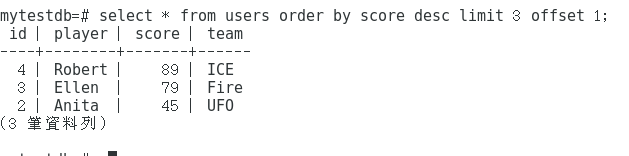 mytestdb=# select * from users order by score desc limit 3 offset 1;
 id | player | score | team
----+--------+-------+------
  4 | Robert |    89 | ICE
  3 | Ellen  |    79 | Fire
  2 | Anita  |    45 | UFO
(3 筆資料列)